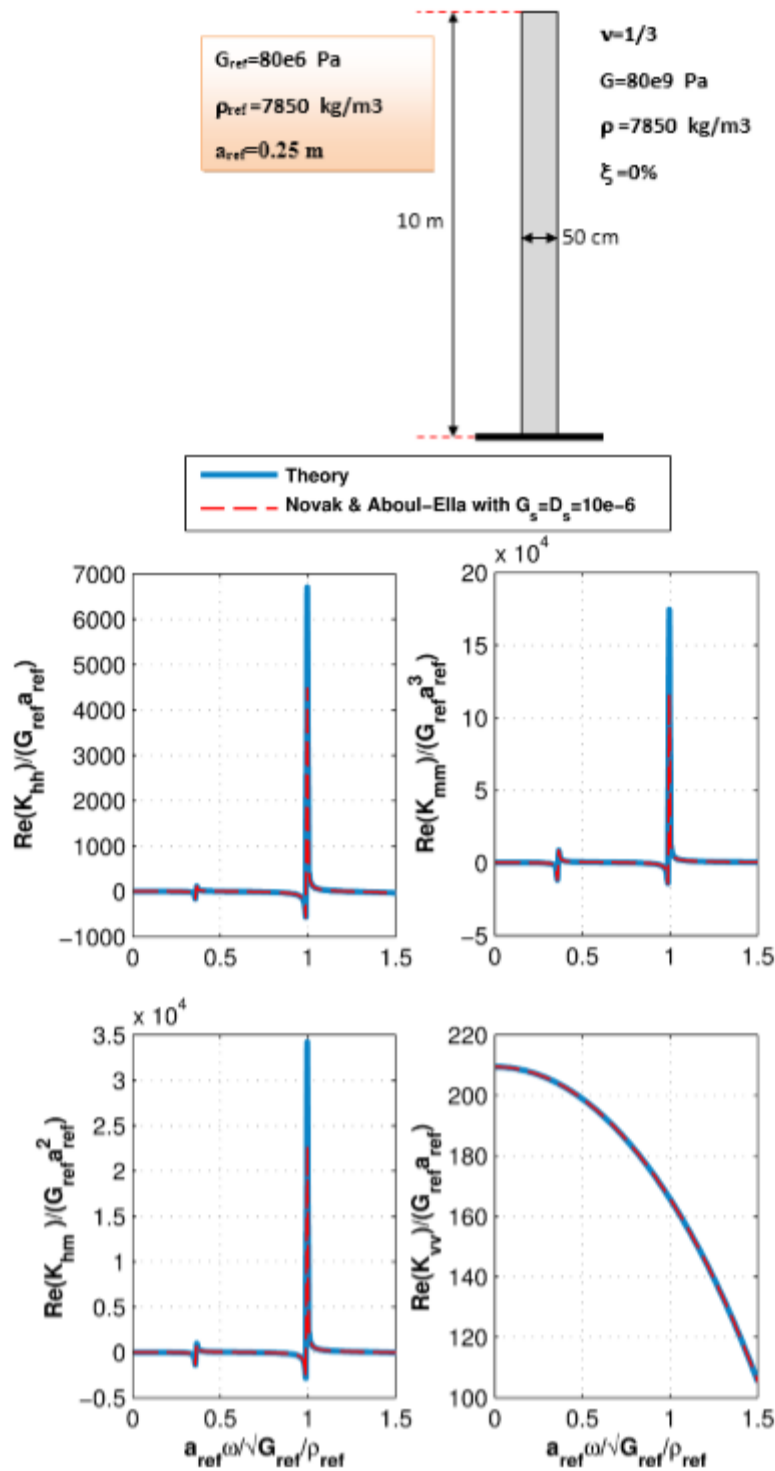 G_ref=80e6 Pa
ρ_ref=7850 kg/m3
a_ref=0.25 m
ν=1/3
G=80e9 Pa
ρ =7850 kg/m3
ξ =0%
10 m
50 cm
Theory
Novak & Aboul-Ella with G_s=D_s=10e-6
7000
6000
5000
4000
3000
2000
1000
0
-1000
0 0.5 1 1.5
Re(K_hh)/(G_ref a_ref)
x 10^4
20
15
10
5
0
-5
0 0.5 1 1.5
Re(K_mm)/(G_ref a^3_ref)
x 10^4
3.5
3
2.5
2
1.5
1
0.5
0
-0.5
0 0.5 1 1.5
Re(K_hm)/(G_ref a^2_ref)
a_ref ω/√G_ref/ρ_ref
220
200
180
160
140
120
100
0 0.5 1 1.5
Re(K_vv)/(G_ref a_ref)
a_ref ω/√G_ref/ρ_ref